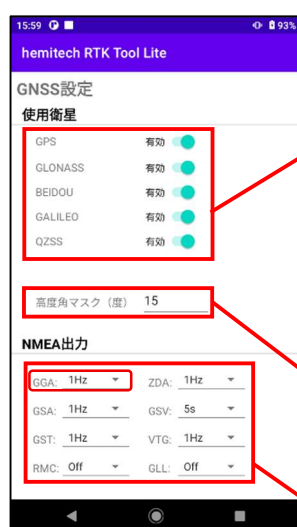 15:59 93%
hemitech RTK Tool Lite
GNSS設定
使用衛星
GPS 有効
GLONASS 有効
BEIDOU 有効
GALILEO 有効
QZSS 有効
高度角マスク（度） 15
NMEA出力
GGA: 1Hz ZDA: 1Hz
GSA: 1Hz GSV: 5s
GST: 1Hz VTG: 1Hz
RMC: Off GLL: Off